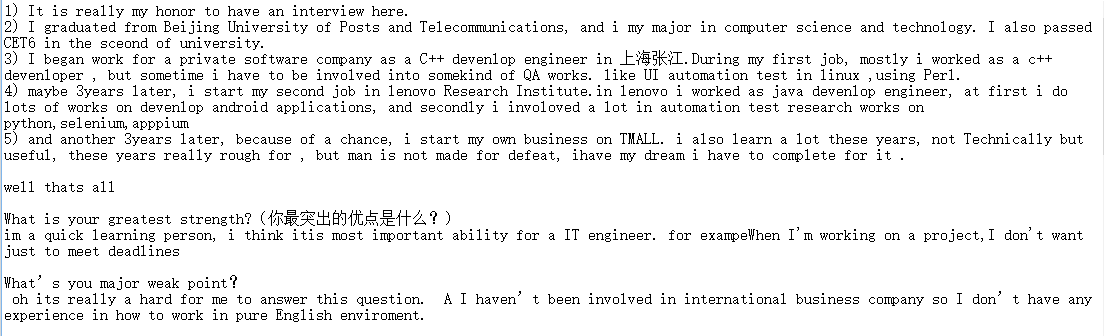 1) It is really my honor to have an interview here.
2) I graduated from Beijing University of Posts and Telecommunications, and i my major in computer science and technology. I also passed
CET6 in the sceond of university.
3) I began work for a private software company as a C++ devenlop engineer in 上海张江.During my first job, mostly i worked as a c++
devenloper , but sometime i have to be involved into somekind of QA works. like UI automation test in linux ,using Perl.
4) maybe 3years later, i start my second job in lenovo Research Institute.in lenovo i worked as java devenlop engineer, at first i do
lots of works on devenlop android applications, and secondly i involoved a lot in automation test research works on
python,selenium,apppium
5) and another 3years later, because of a chance, i start my own business on TMALL. i also learn a lot these years, not Technically but
useful, these years really rough for , but man is not made for defeat, ihave my dream i have to complete for it .
well thats all
What is your greatest strength?（你最突出的优点是什么？）
im a quick learning person, i think itis most important ability for a IT engineer. for exampeWhen I'm working on a project,I don't want
just to meet deadlines
What’s you major weak point？
oh its really a hard for me to answer this question. A I haven’t been involved in international business company so I don’t have any
experience in how to work in pure English enviroment.